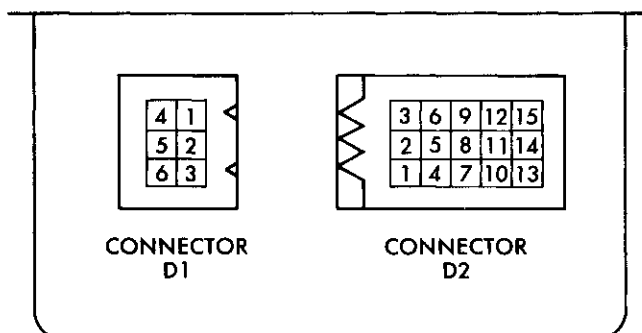 4 1
5 2
6 3
3 6 9 12 15
2 5 8 11 14
1 4 7 10 13
CONNECTOR
D1
CONNECTOR
D2